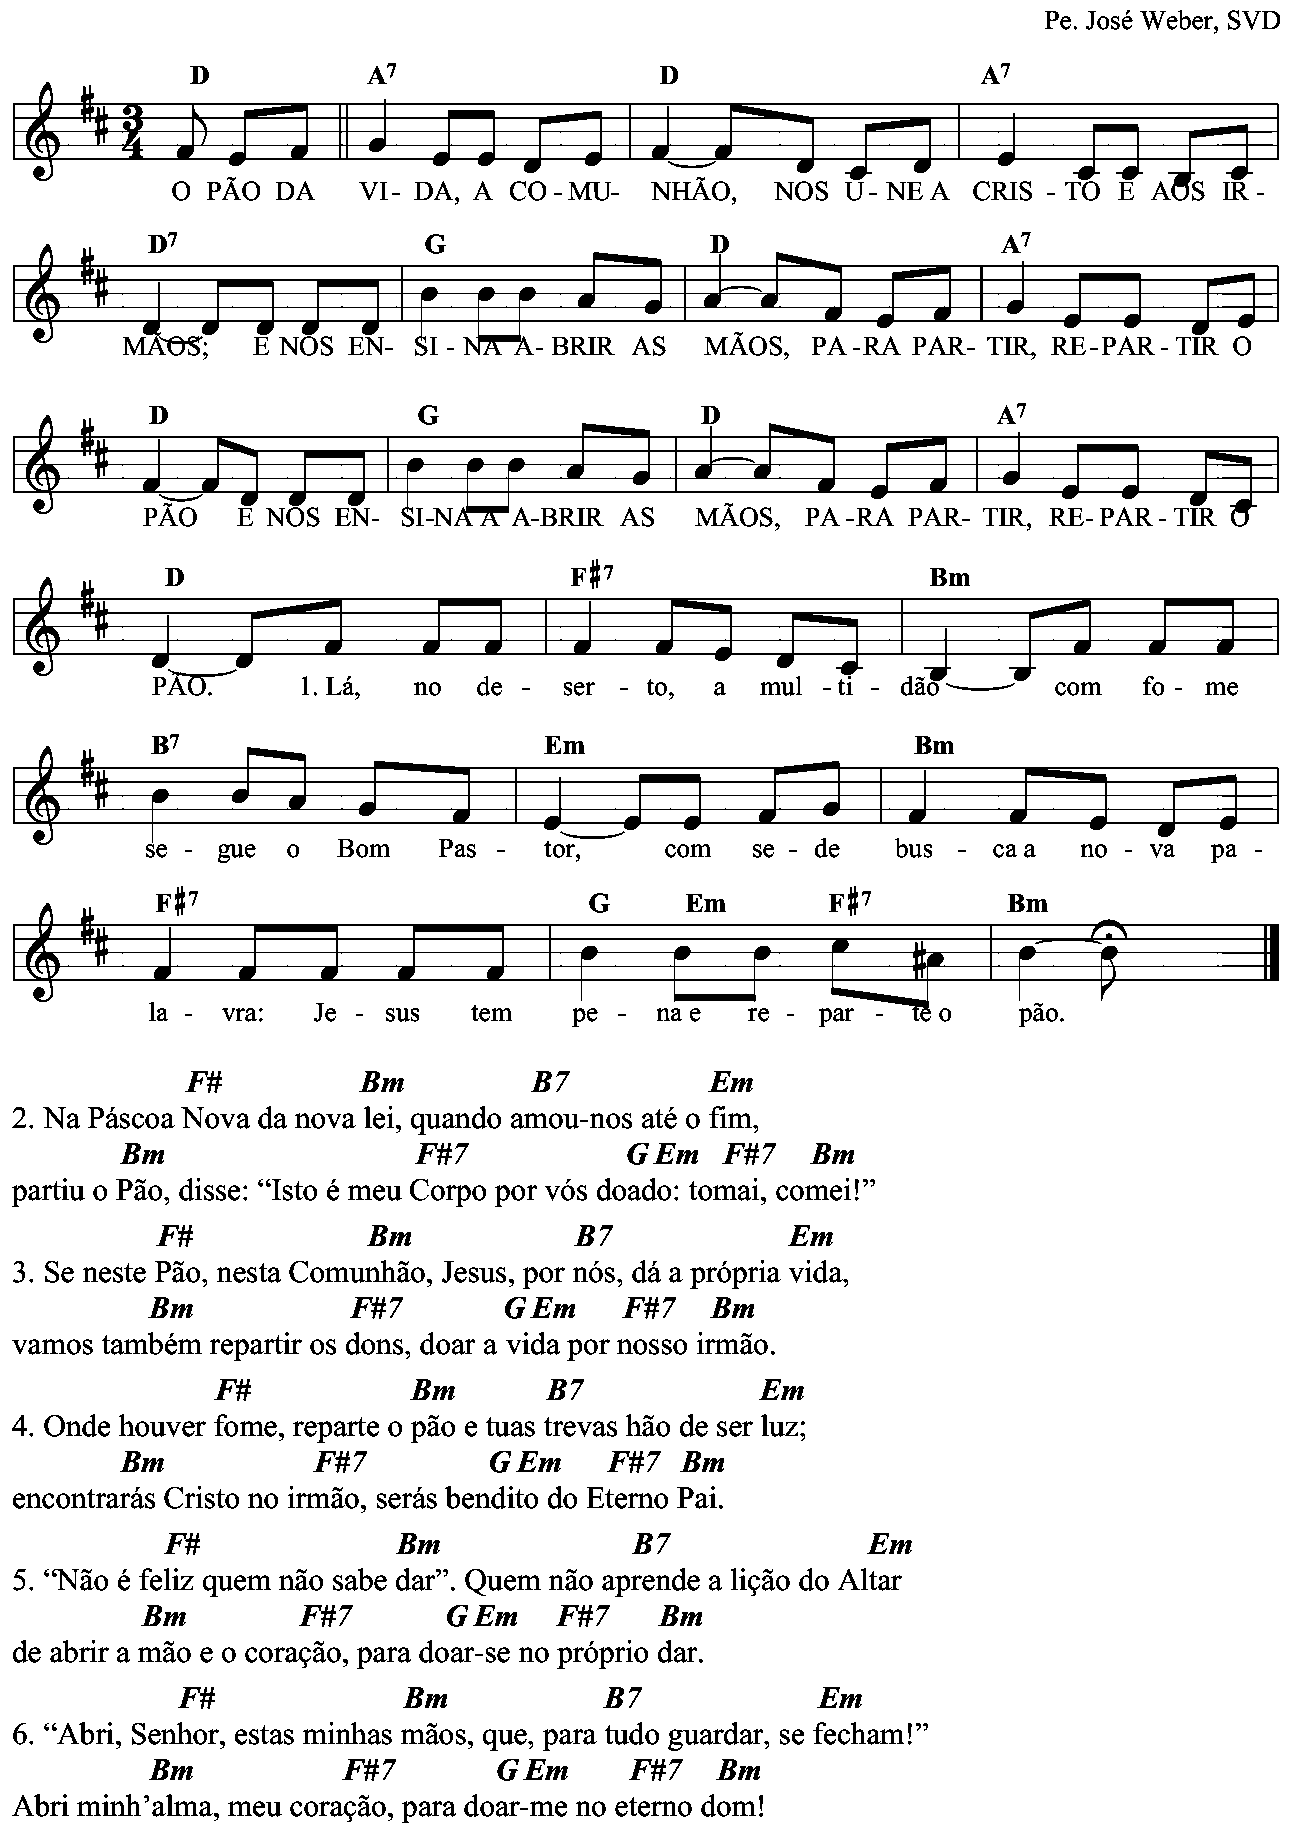 Pe. José Weber, SVD
D A7 D A7
O PÃO DA VI- DA, A CO-MU- NHÃO, NOS U-NE A CRIS - TO E AOS IR-
D7 G D A7
MÃOS; E NOS EN- SI - NA A- BRIR AS MÃOS, PA-RA PAR- TIR, RE-PAR-TIR O
D G D A7
PÃO E NOS EN- SI-NA A A-BRIR AS MÃOS, PA-RA PAR- TIR, RE-PAR-TIR O
D F#7 Bm
PÃO. 1. Lá, no de - ser - to, a mul - ti - dão com fo - me
B7 Em Bm
se - gue o Bom Pas - tor, com se - de bus - ca a no - va pa -
F#7 G Em F#7 Bm
la - vra: Je - sus tem pe - na e re - par - te o pão.
F# Bm B7 Em
2. Na Páscoa Nova da nova lei, quando amou-nos até o fim,
Bm F#7 G Em F#7 Bm
partiu o Pão, disse: “Isto é meu Corpo por vós doado: tomai, comei!”
F# Bm B7 Em
3. Se neste Pão, nesta Comunhão, Jesus, por nós, dá a própria vida,
Bm F#7 G Em F#7 Bm
vamos também repartir os dons, doar a vida por nosso irmão.
F# Bm B7 Em
4. Onde houver fome, reparte o pão e tuas trevas hão de ser luz;
Bm F#7 G Em F#7 Bm
encontrarás Cristo no irmão, serás bendito do Eterno Pai.
F# Bm B7 Em
5. “Não é feliz quem não sabe dar”. Quem não aprende a lição do Altar
Bm F#7 G Em F#7 Bm
de abrir a mão e o coração, para doar-se no próprio dar.
F# Bm B7 Em
6. “Abri, Senhor, estas minhas mãos, que, para tudo guardar, se fecham!”
Bm F#7 G Em F#7 Bm
Abri minh’alma, meu coração, para doar-me no eterno dom!